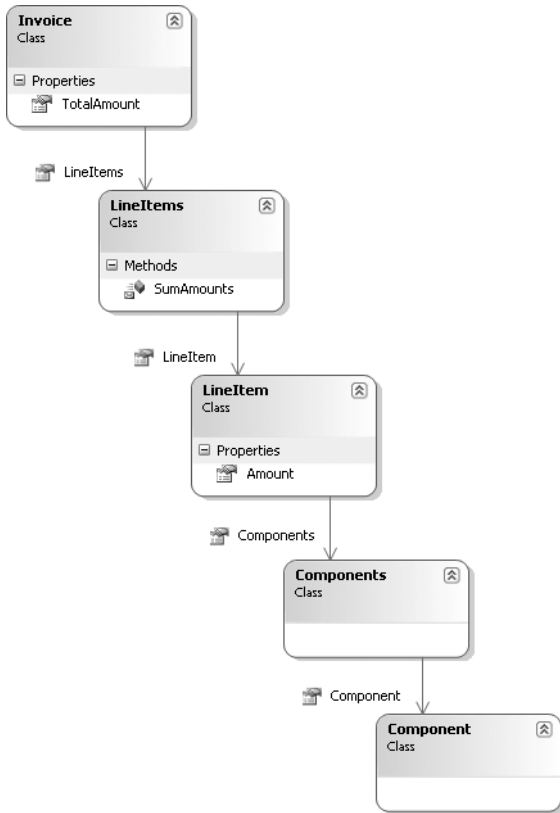 Invoice
Class
Properties
TotalAmount
LineItems
LineItems
Class
Methods
SumAmounts
LineItem
LineItem
Class
Properties
Amount
Components
Components
Class
Component
Component
Class